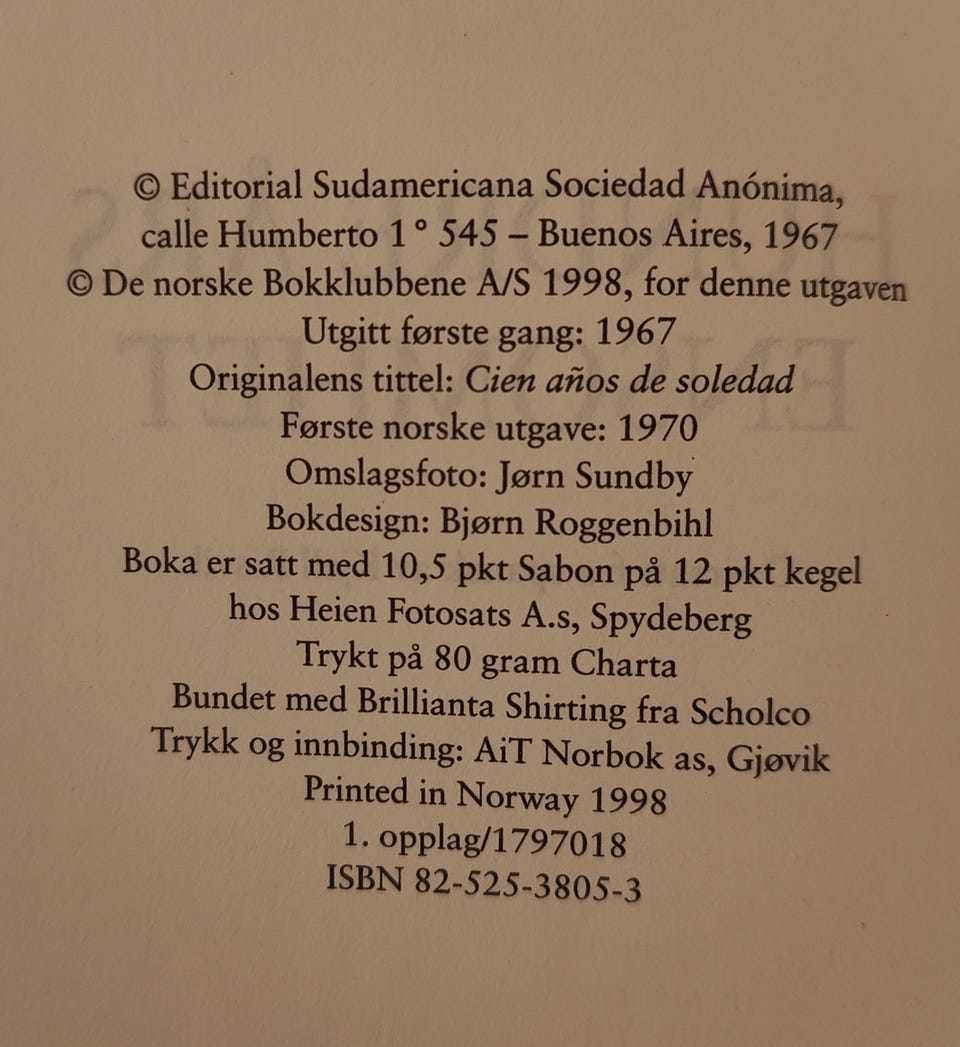 © Editorial Sudamericana Sociedad Anónima,
calle Humberto 1° 545 – Buenos Aires, 1967
© De norske Bokklubbene A/S 1998, for denne utgaven
Utgitt første gang: 1967
Originalens tittel: Cien años de soledad
Første norske utgave: 1970
Omslagsfoto: Jørn Sundby
Bokdesign: Bjørn Roggenbihl
Boka er satt med 10,5 pkt Sabon på 12 pkt kegel
hos Heien Fotosats A.s, Spydeberg
Trykt på 80 gram Charta
Bundet med Brillianta Shirting fra Scholco
Trykk og innbinding: AiT Norbok as, Gjøvik
Printed in Norway 1998
1. opplag/1797018
ISBN 82-525-3805-3